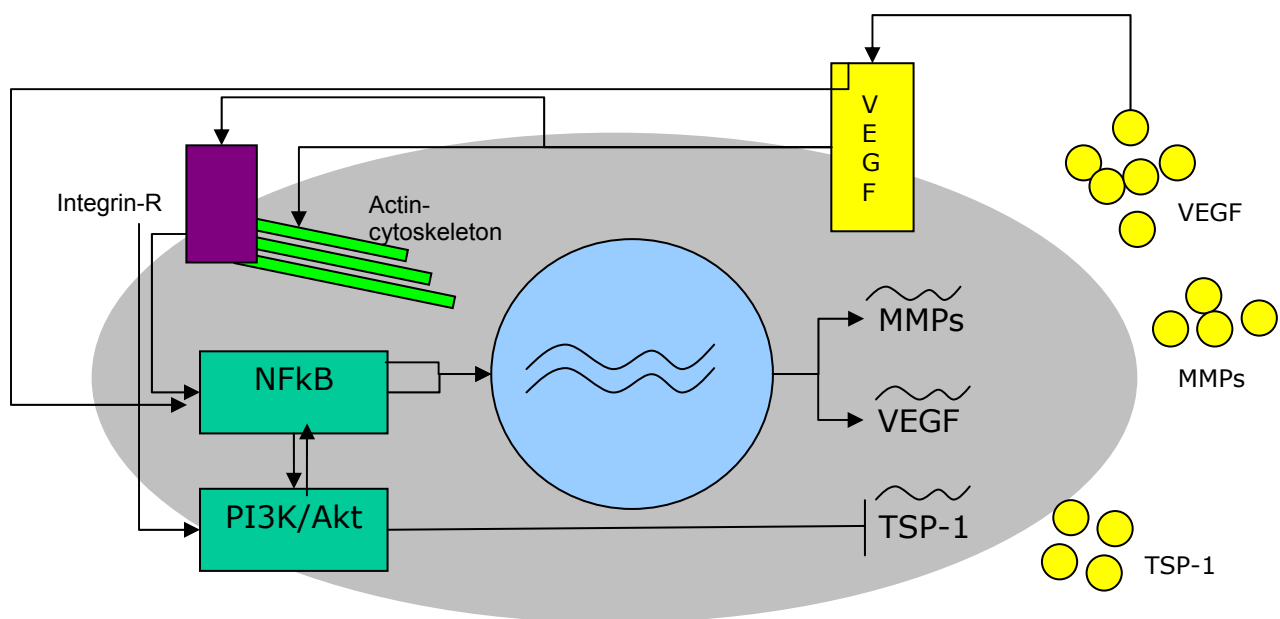 V
E
G
F
VEGF
Integrin-R
Actin-
cytoskeleton
MMPs
MMPs
NFkB
VEGF
PI3K/Akt
TSP-1
TSP-1